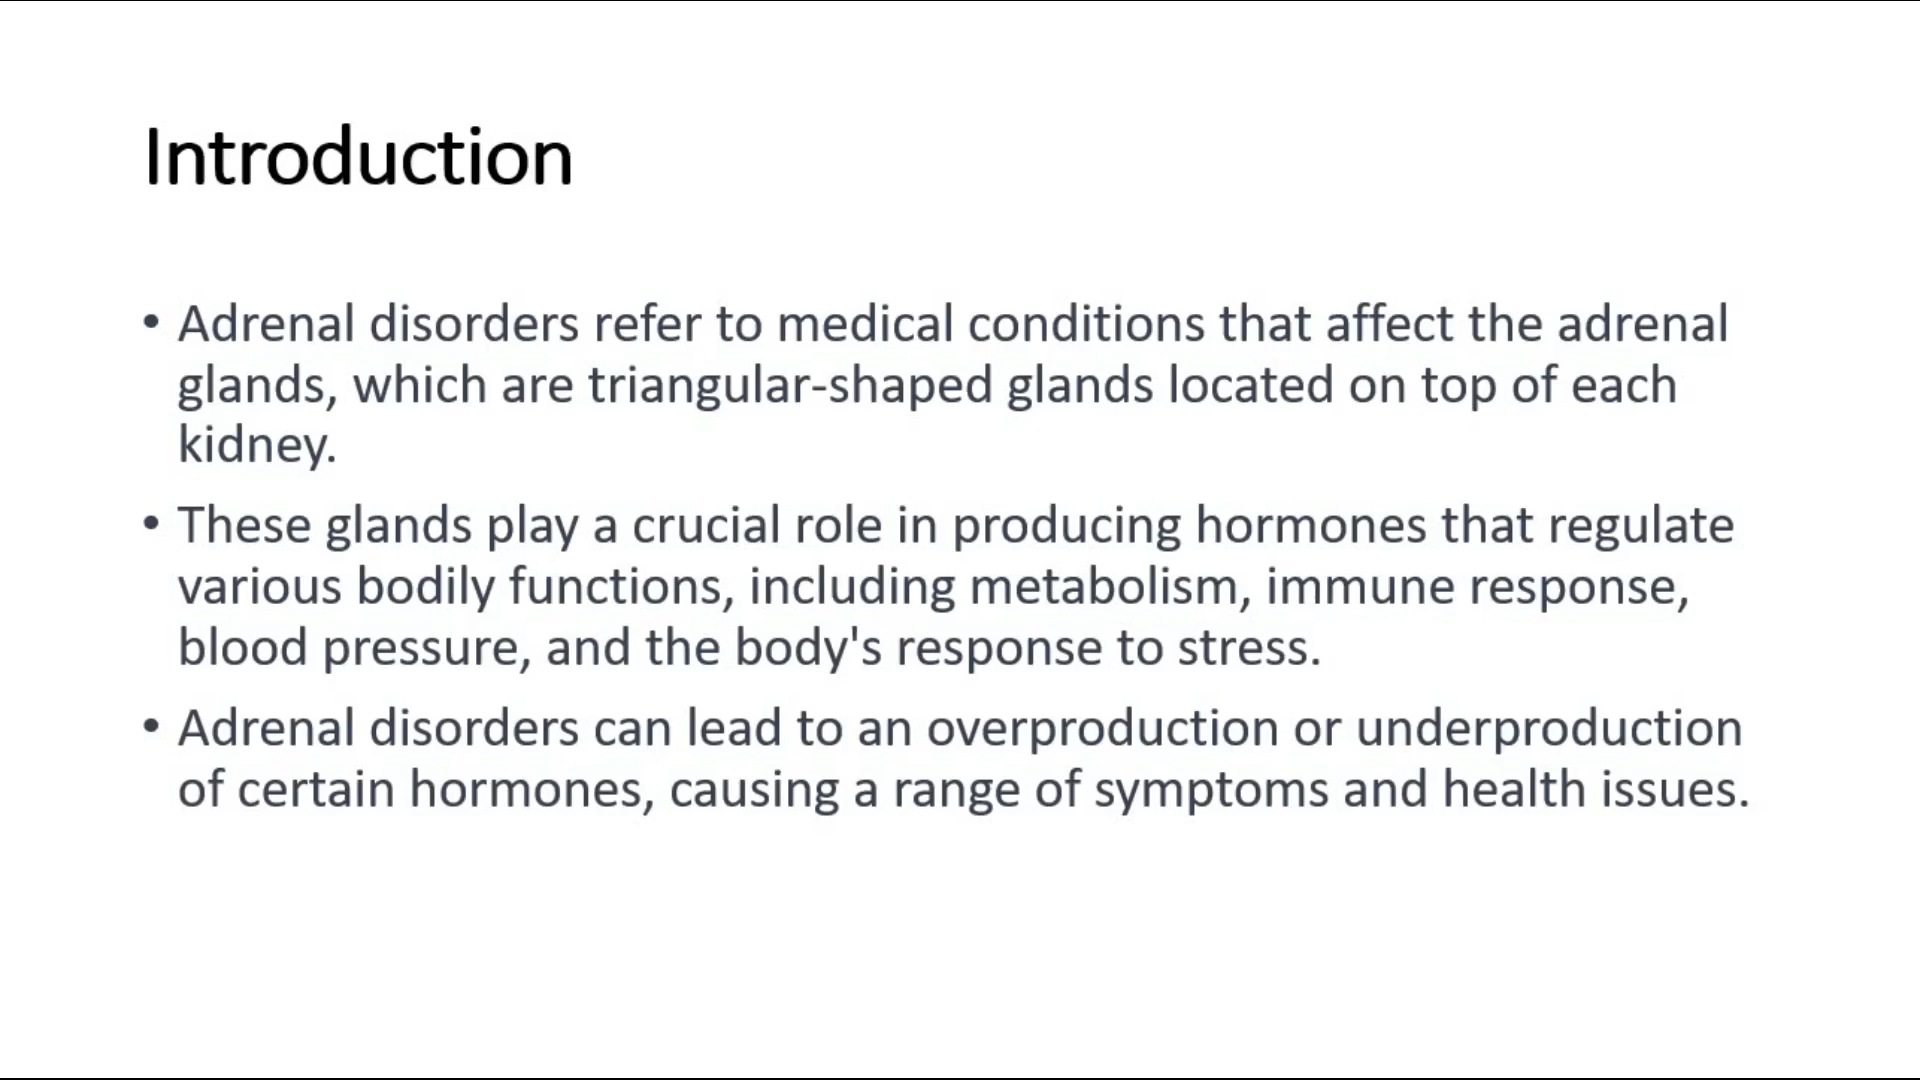 Introduction
• Adrenal disorders refer to medical conditions that affect the adrenal
glands, which are triangular-shaped glands located on top of each
kidney.
• These glands play a crucial role in producing hormones that regulate
various bodily functions, including metabolism, immune response,
blood pressure, and the body's response to stress.
• Adrenal disorders can lead to an overproduction or underproduction
of certain hormones, causing a range of symptoms and health issues.